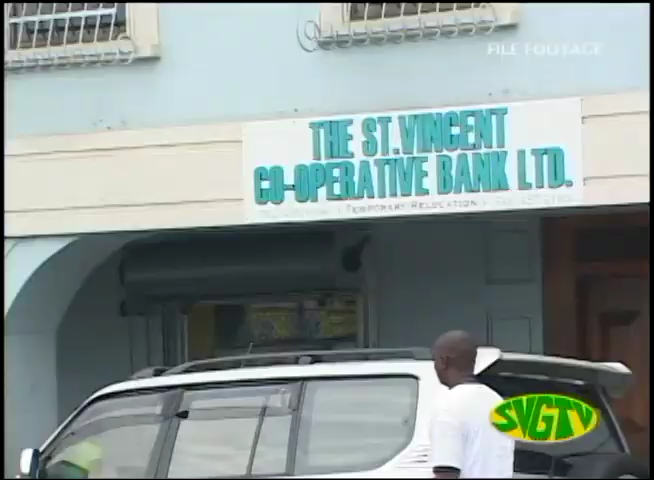 FILE FOOTAGE
THE ST. VINCENT
CO-OPERATIVE BANK LTD.
TEMPORARY RELOCATION
SVGTV